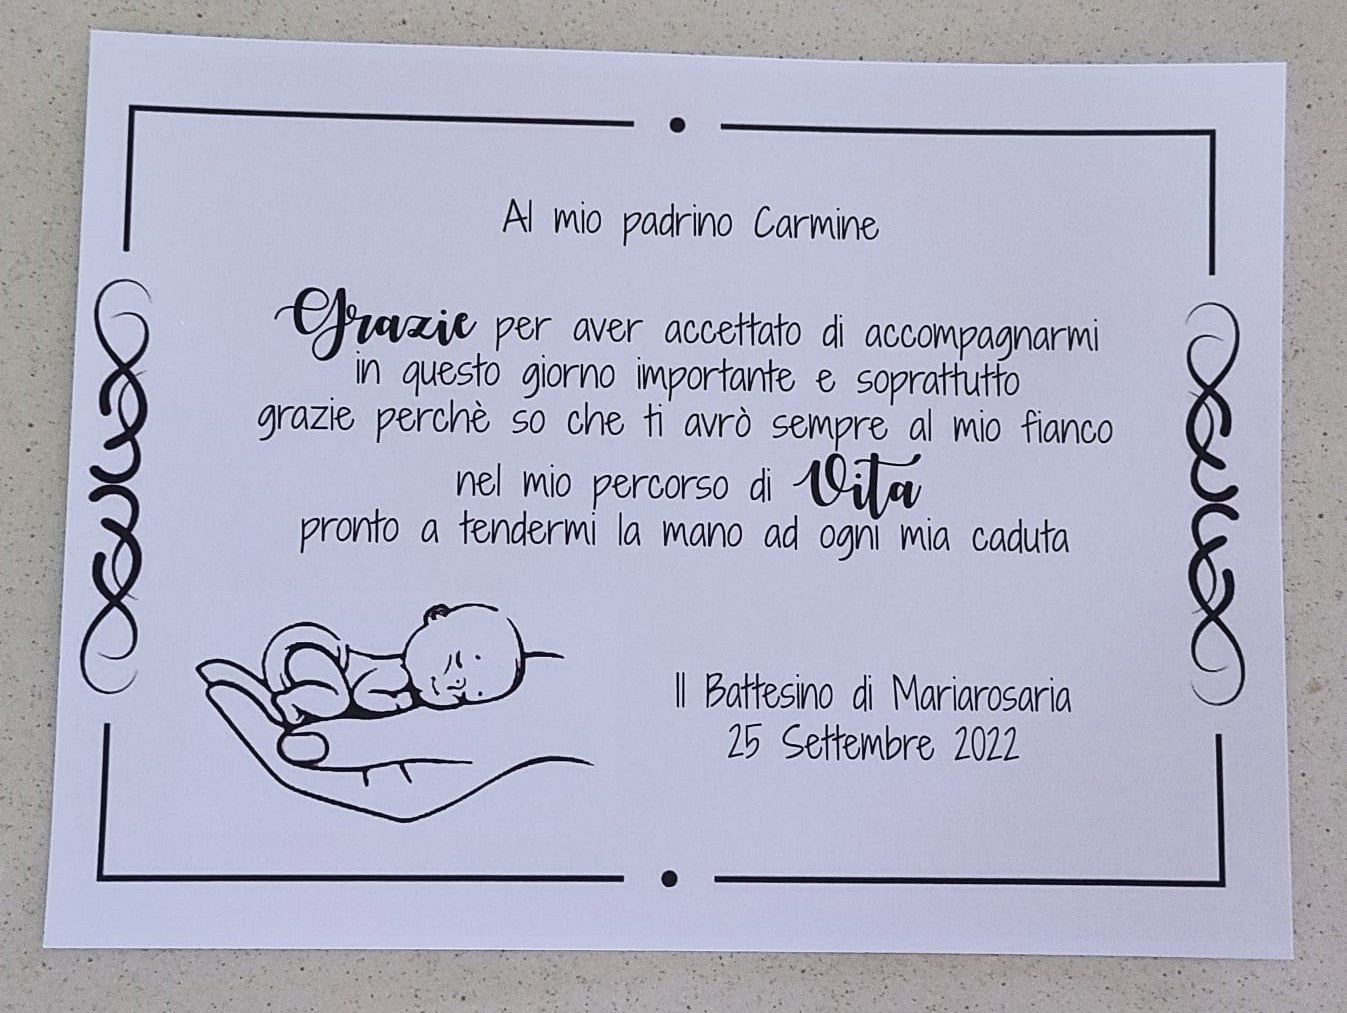 Al mio padrino Carmine
Grazie per aver accettato di accompagnarmi
in questo giorno importante e soprattutto
grazie perchè so che ti avrò sempre al mio fianco
nel mio percorso di Vita
pronto a tendermi la mano ad ogni mia caduta
Il Battesino di Mariarosaria
25 Settembre 2022